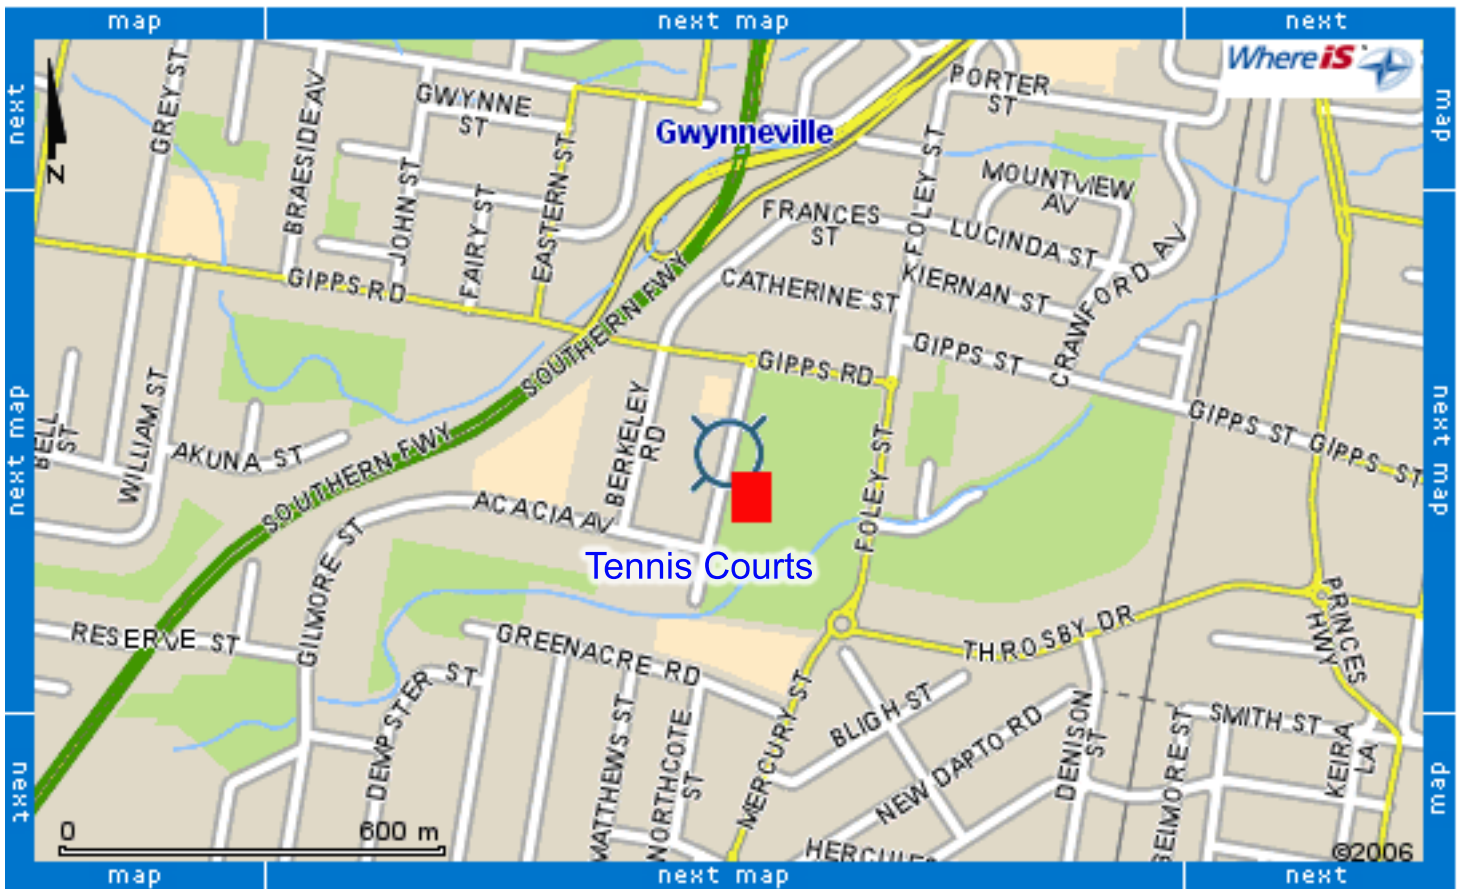 map
next map
next
next
next map
next
map
next map
map
map
next map
next
WhereiS
N
Gwynneville
Tennis Courts
GREY ST
BRAESIDE AV
GWYNNE
ST
JOHN ST
FAIRY ST
EASTERN ST
GIPPS RD
SOUTHERN FWY
PORTER
ST
FOLEY ST
MOUNTVIEW
AV
FRANCES
ST
LUCINDA ST
CATHERINE ST
KIERNAN ST
CRAWFORD AV
GIPPS RD
GIPPS ST
GIPPS ST
GIPPS ST
BELL
ST
WILLIAM ST
AKUNA ST
SOUTHERN FWY
BERKELEY
RD
FOLEY ST
ACACIA AV
GILMORE ST
RESERVE ST
GREENACRE RD
DEMPSTER ST
THROSBY DR
PRINCES
HWY
MATTHEWS ST
NORTHCOTE
ST
MERCURY ST
BLIGH ST
NEW DAPTO RD
DENISON
ST
SMITH ST
KEIRA
LA
0
600 m
©2006